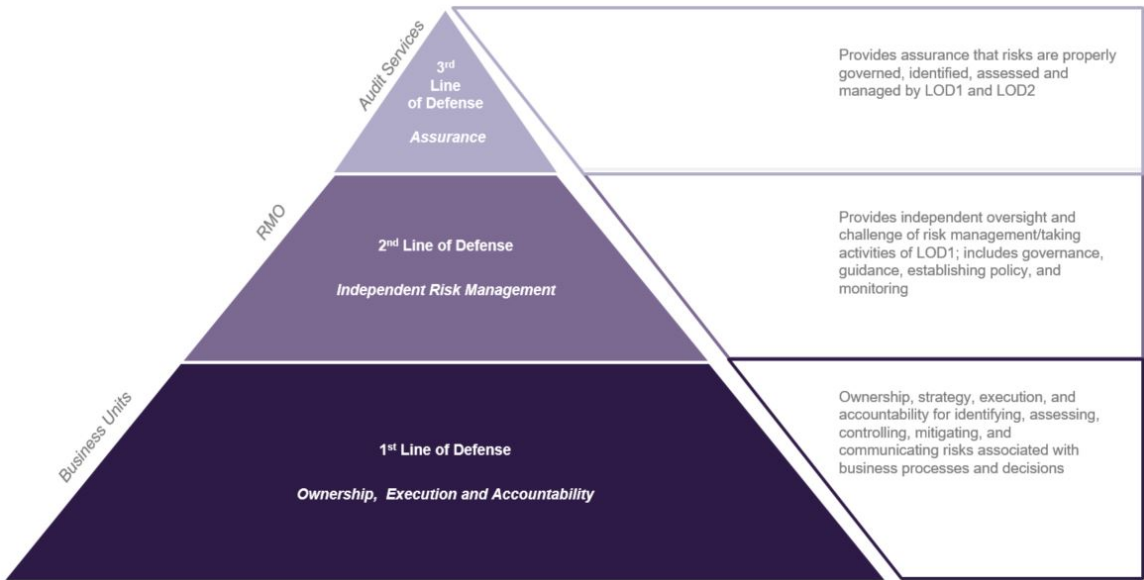 Audit Services
3rd
Line
of Defense
Assurance
Provides assurance that risks are properly
governed, identified, assessed and
managed by LOD1 and LOD2
RMO
2nd Line of Defense
Independent Risk Management
Provides independent oversight and
challenge of risk management/taking
activities of LOD1; includes governance,
guidance, establishing policy, and
monitoring
Business Units
1st Line of Defense
Ownership, Execution and Accountability
Ownership, strategy, execution, and
accountability for identifying, assessing,
controlling, mitigating, and
communicating risks associated with
business processes and decisions